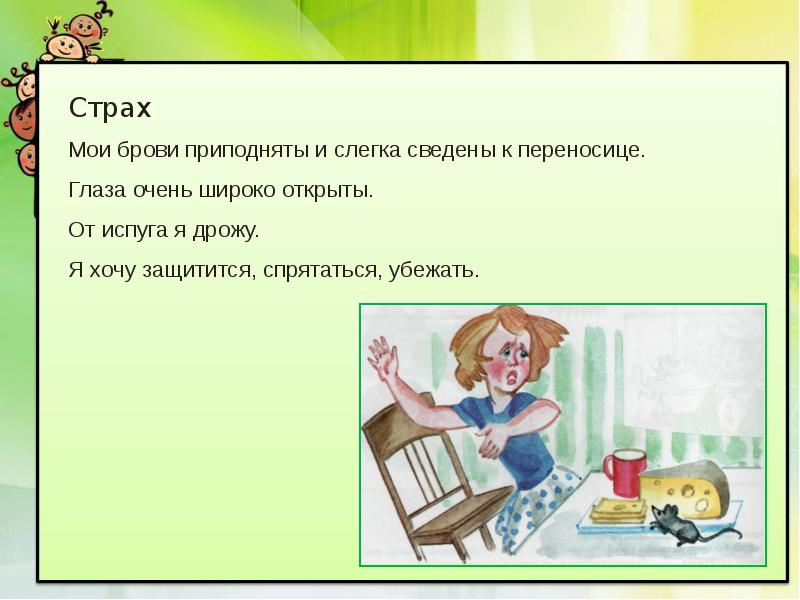 Страх
Мои брови приподняты и слегка сведены к переносице.
Глаза очень широко открыты.
От испуга я дрожу.
Я хочу защитится, спрятаться, убежать.